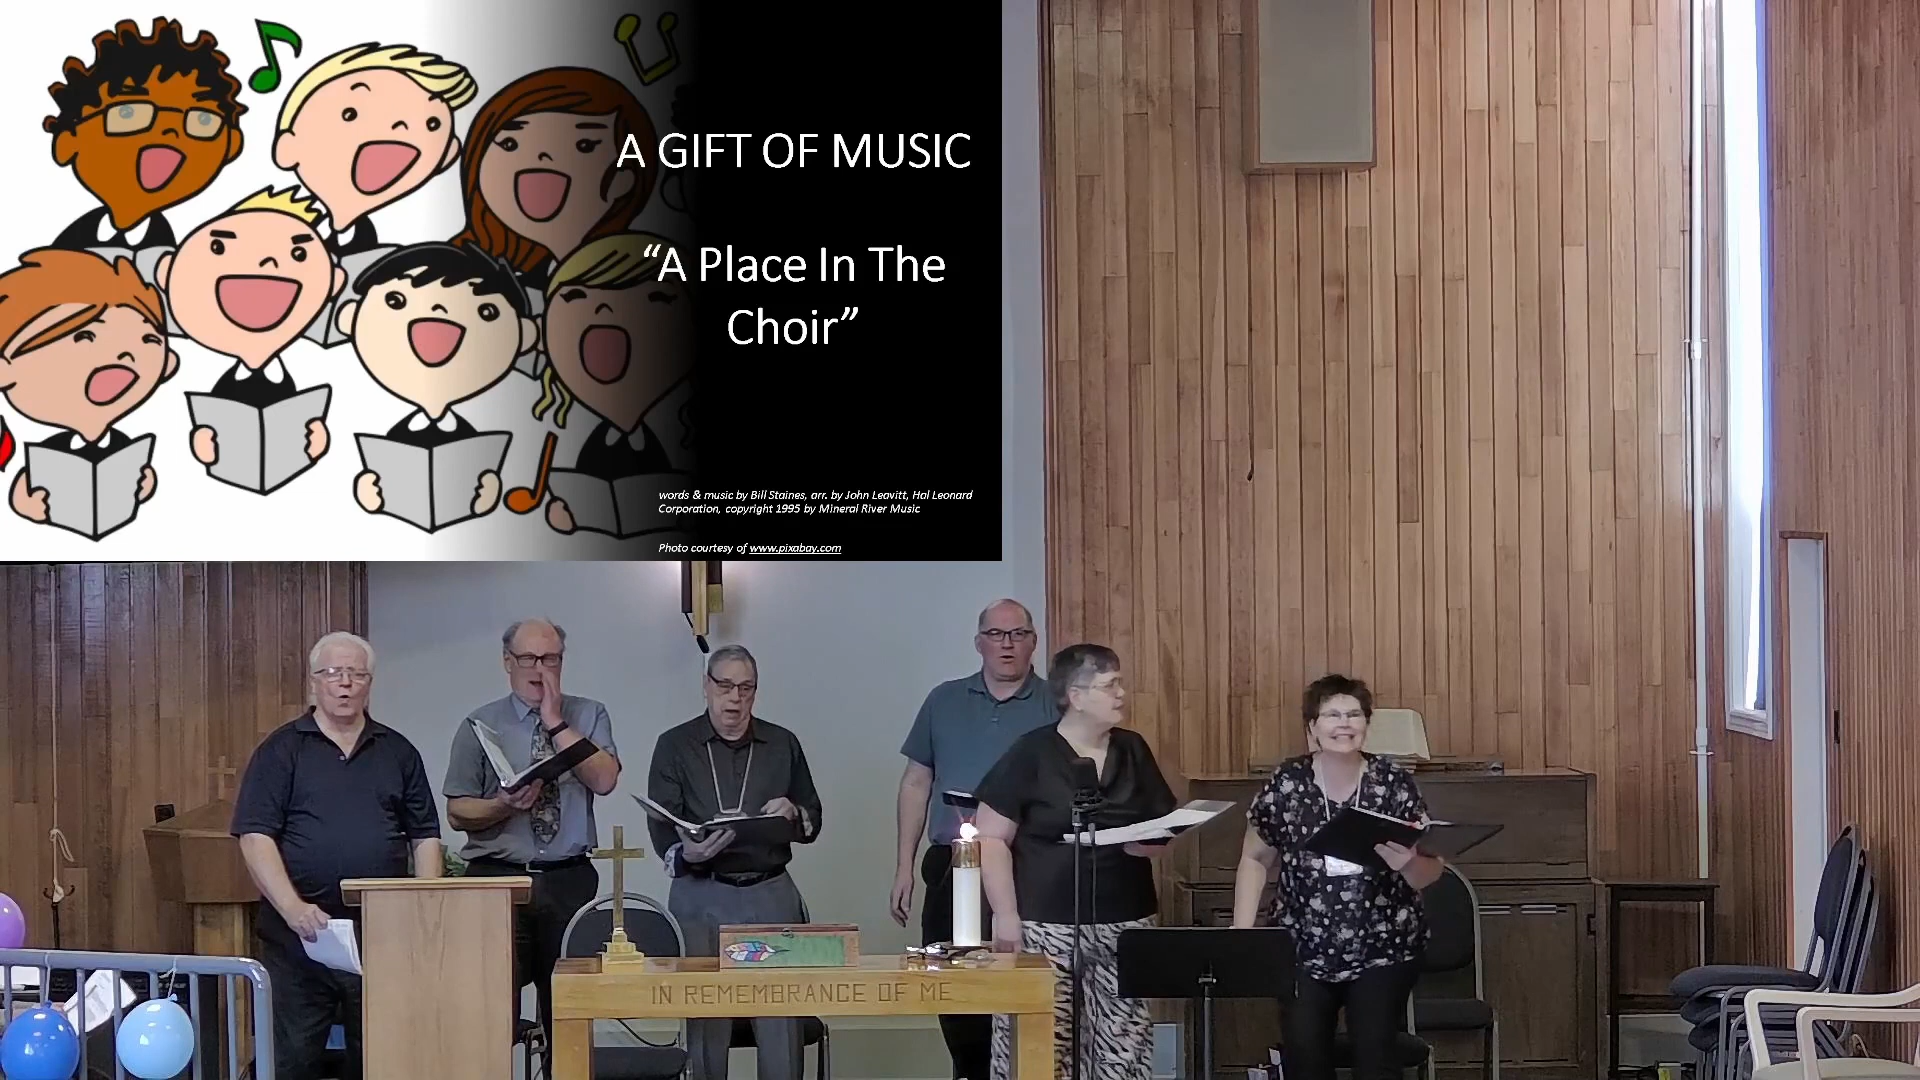 A GIFT OF MUSIC
“A Place In The
Choir”
words & music by Bill Staines, arr. by John Leavitt, Hal Leonard
Corporation, copyright 1995 by Mineral River Music
Photo courtesy of www.pixabay.com
IN REMEMBRANCE OF ME